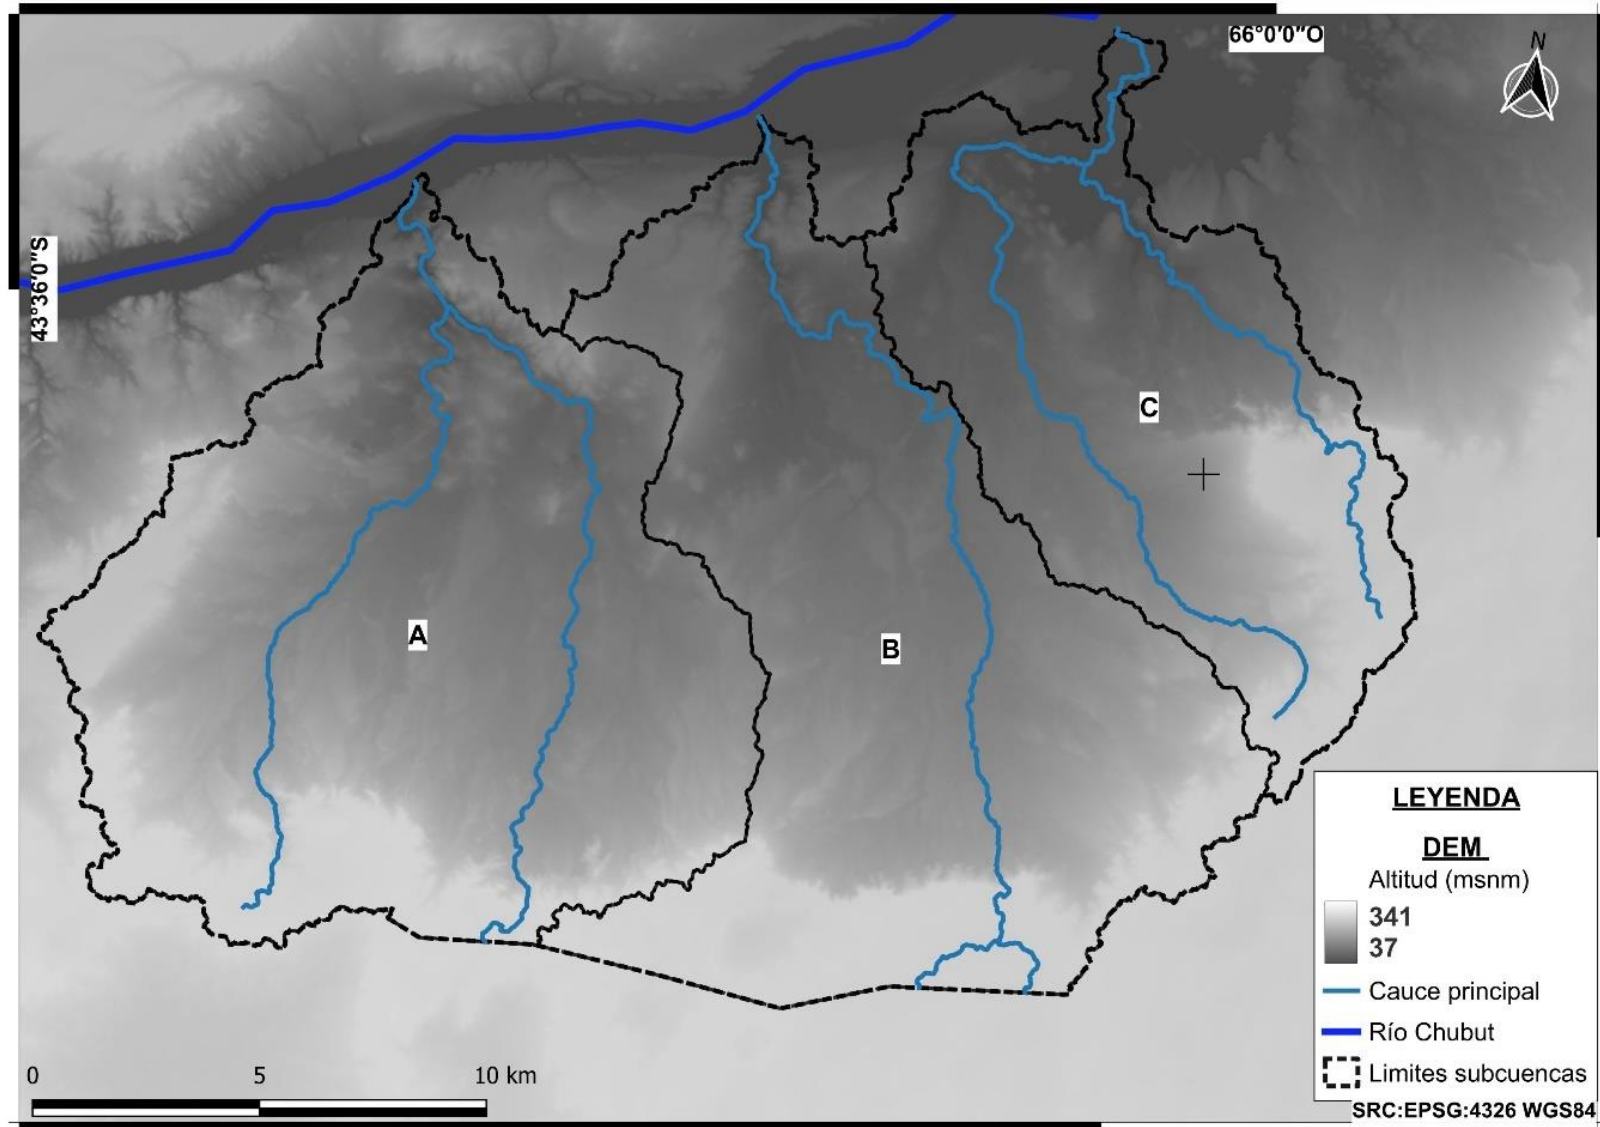 66°0'0"O
N
43°36'0"S
C
A
B
LEYENDA
DEM
Altitud (msnm)
341
37
Cauce principal
Río Chubut
Limites subcuencas
0 5 10 km
SRC:EPSG:4326 WGS84